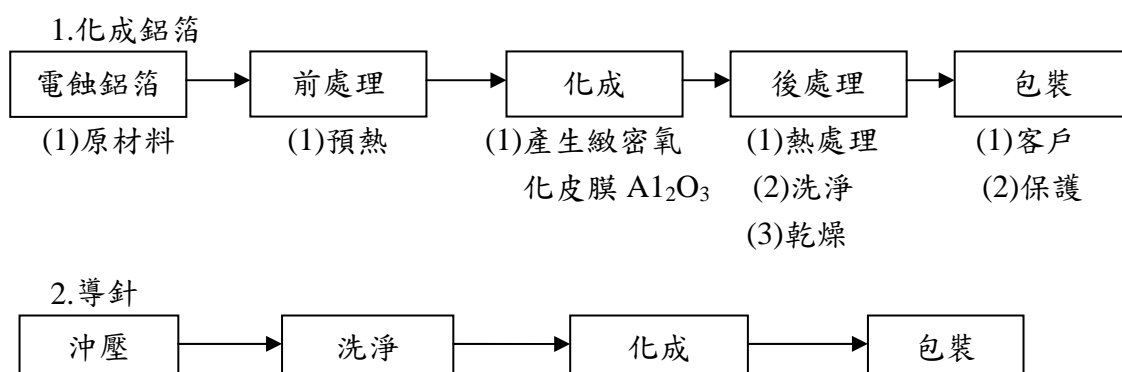 1.化成鋁箔
電蝕鋁箔 前處理 化成 後處理 包裝
(1)原材料 (1)預熱 (1)產生緻密氧 (1)熱處理 (1)客戶
化皮膜 A1₂O₃ (2)洗淨 (2)保護
(3)乾燥
2.導針
沖壓 洗淨 化成 包裝